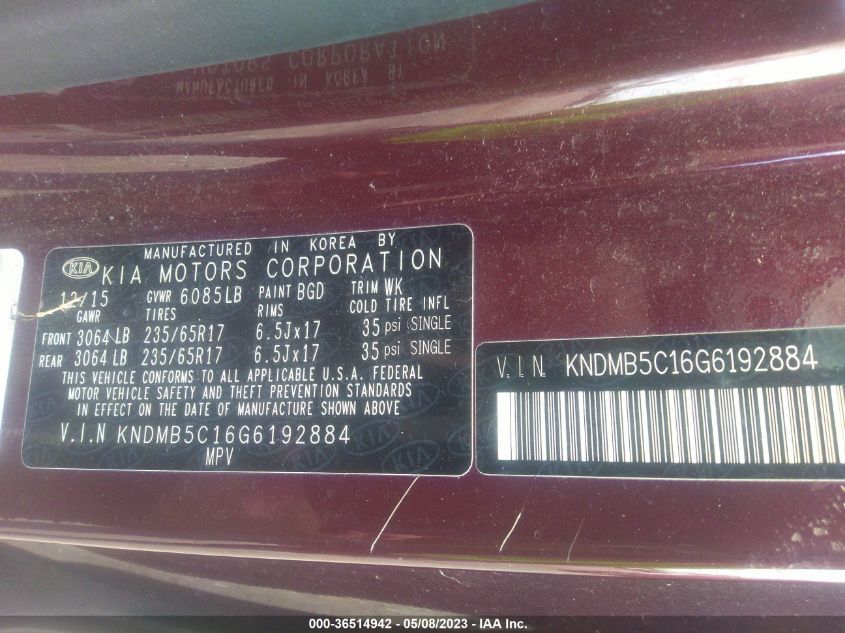 MANUFACTURED IN KOREA BY
KIA KIA MOTORS CORPORATION
12/15 GVWR 6085LB PAINT BGD TRIM WK
GAWR TIRES RIMS COLD TIRE INFL
FRONT 3064 LB 235/65R17 6.5Jx17 35 psi SINGLE
REAR 3064 LB 235/65R17 6.5Jx17 35 psi SINGLE
THIS VEHICLE CONFORMS TO ALL APPLICABLE U.S.A. FEDERAL
MOTOR VEHICLE SAFETY AND THEFT PREVENTION STANDARDS
IN EFFECT ON THE DATE OF MANUFACTURE SHOWN ABOVE
V.I.N KNDMB5C16G6192884
MPV
V.I.N. KNDMB5C16G6192884
000-36514942 - 05/08/2023 - IAA Inc.